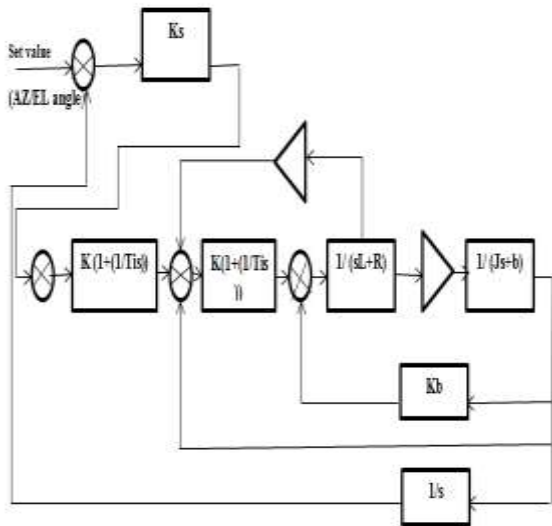 Ks
Set value
(AZ/EL angle)
K (1+(1/Tis))
K(1+(1/Tis
))
1/ (sL+R)
1/ (Js+b)
Kb
1/s